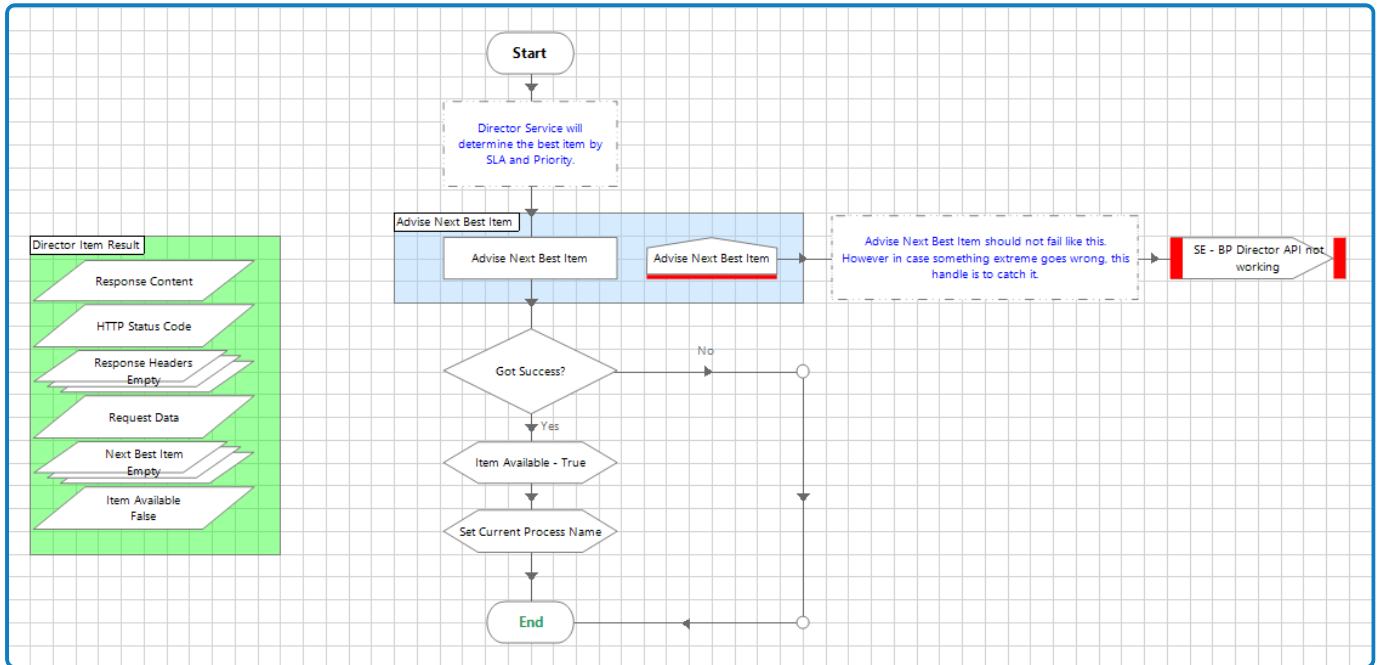 Start
Director Service will
determine the best item by
SLA and Priority.
Advise Next Best Item
Advise Next Best Item
Advise Next Best Item
Advise Next Best Item should not fail like this.
However in case something extreme goes wrong, this
handle is to catch it.
SE - BP Director API not
working
Director Item Result
Response Content
HTTP Status Code
Response Headers
Empty
Request Data
Next Best Item
Empty
Item Available
False
Got Success?
No
Yes
Item Available - True
Set Current Process Name
End